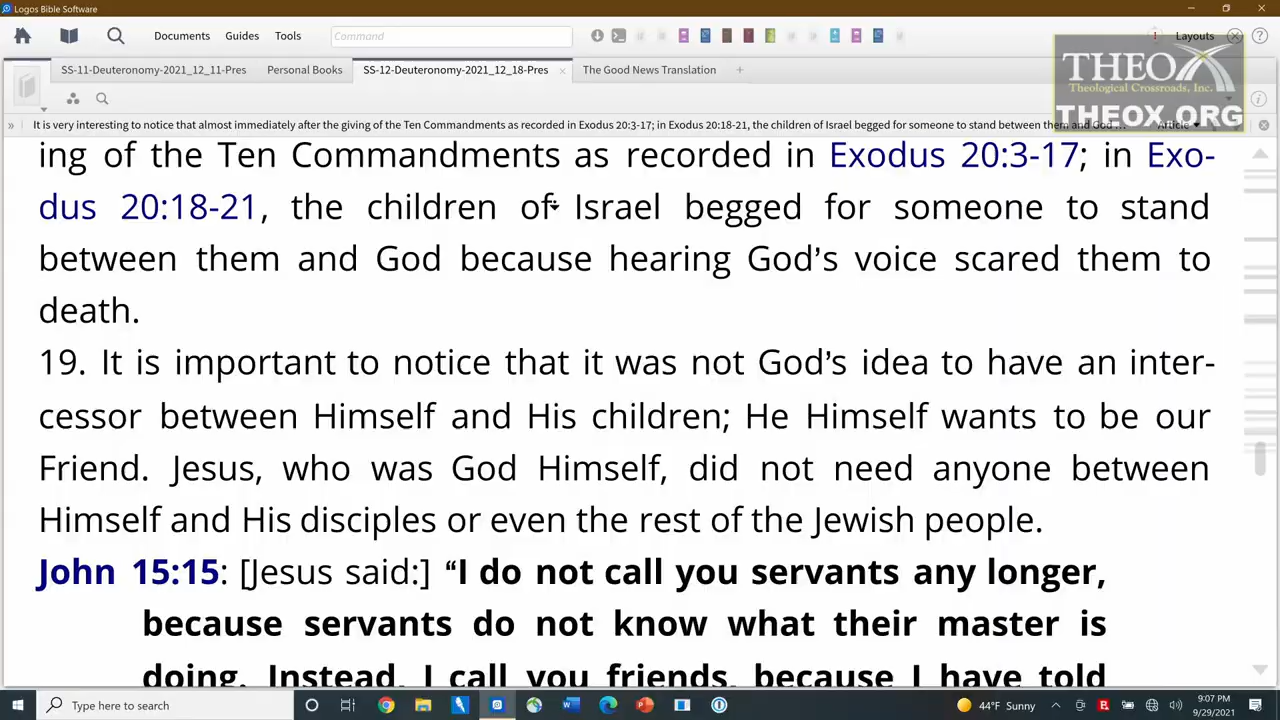 Logos Bible Software
Documents Guides Tools Command Layouts
SS-11-Deuteronomy-2021_12_11-Pres Personal Books SS-12-Deuteronomy-2021_12_18-Pres The Good News Translation
THEOX
Theological Crossroads, Inc.
THEOX.ORG
It is very interesting to notice that almost immediately after the giving of the Ten Commandments as recorded in Exodus 20:3-17; in Exodus 20:18-21, the children of Israel begged for someone to stand between them and God ... Article
ing of the Ten Commandments as recorded in Exodus 20:3-17; in Exo-
dus 20:18-21, the children of Israel begged for someone to stand
between them and God because hearing God's voice scared them to
death.
19. It is important to notice that it was not God's idea to have an inter-
cessor between Himself and His children; He Himself wants to be our
Friend. Jesus, who was God Himself, did not need anyone between
Himself and His disciples or even the rest of the Jewish people.
John 15:15: [Jesus said:] “I do not call you servants any longer,
because servants do not know what their master is
doing. Instead, I call you friends, because I have told
Type here to search
44°F Sunny
9:07 PM
9/29/2021